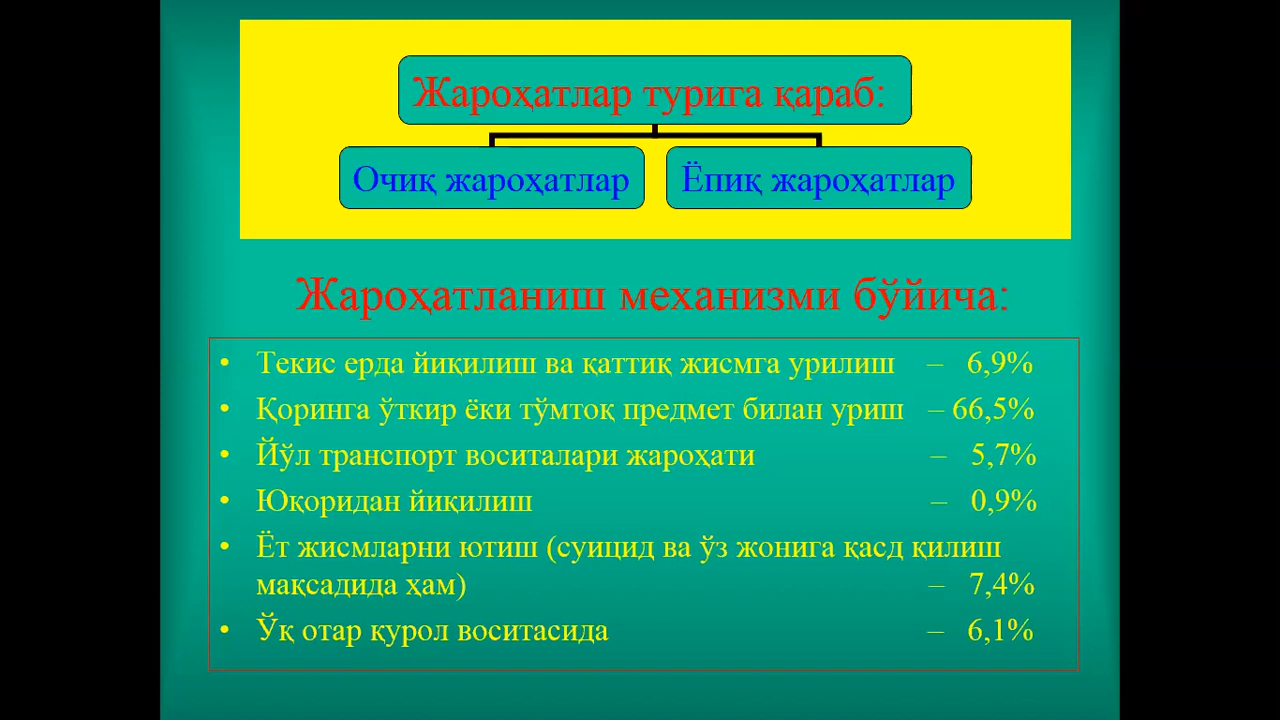 Жароҳатлар турига қараб:
Очиқ жароҳатлар
Ёпиқ жароҳатлар
Жароҳатланиш механизми бўйича:
• Текис ерда йиқилиш ва қаттиқ жисмга урилиш – 6,9%
• Қоринга ўткир ёки тўмтоқ предмет билан уриш – 66,5%
• Йўл транспорт воситалари жароҳати – 5,7%
• Юқоридан йиқилиш – 0,9%
• Ёт жисмларни ютиш (суицид ва ўз жонига қасд қилиш
мақсадида ҳам) – 7,4%
• Ўқ отар қурол воситасида – 6,1%